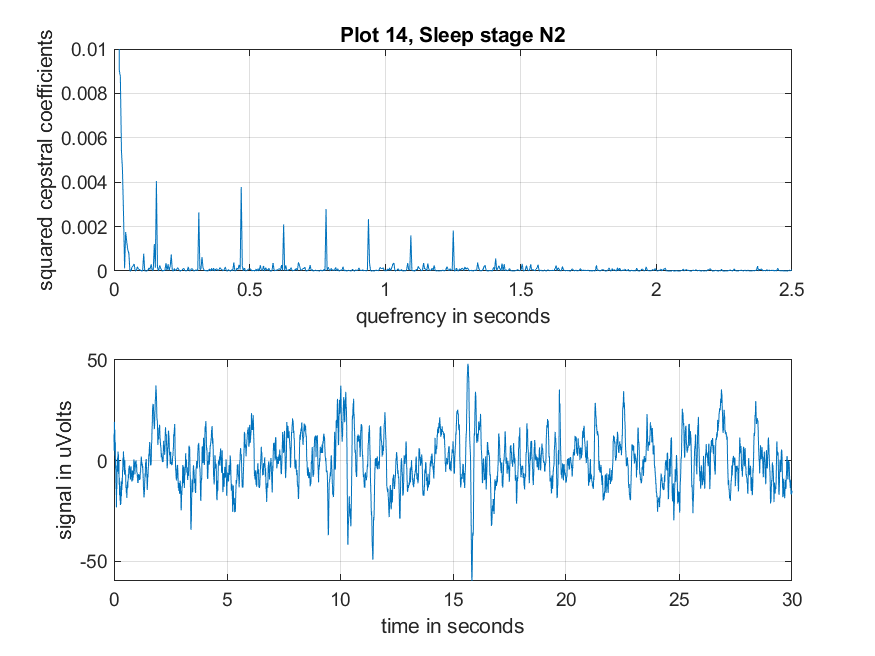 Plot 14, Sleep stage N2
squared cepstral coefficients
0.01
0.008
0.006
0.004
0.002
0
0 0.5 1 1.5 2 2.5
quefrency in seconds
signal in uVolts
50
0
-50
0 5 10 15 20 25 30
time in seconds